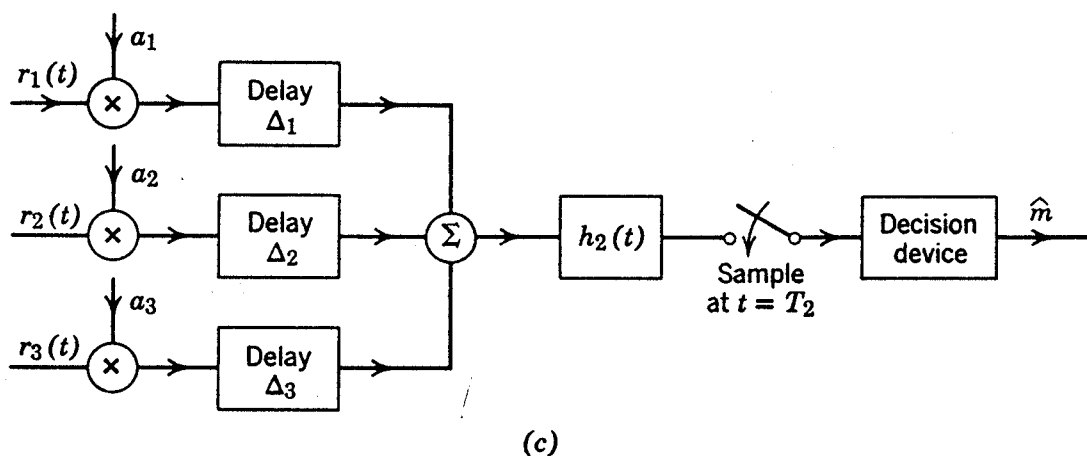 a₁
r₁(t)
×
Delay
Δ₁
a₂
r₂(t)
×
Delay
Δ₂
Σ
h₂(t)
Sample
at t = T₂
Decision
device
m̂
a₃
r₃(t)
×
Delay
Δ₃
(c)